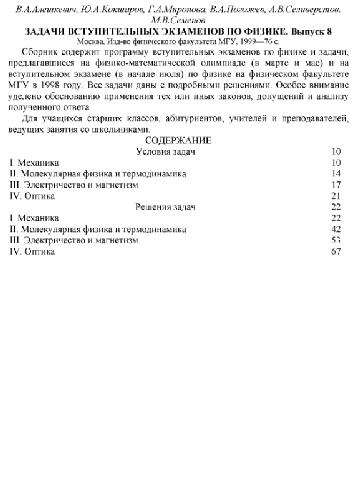 В.А.Алешкевич, Ю.А.Кокшаров, Г.А.Миронова, В.А.Погожев, А.В.Селиверстов,
М.В.Семенов
ЗАДАЧИ ВСТУПИТЕЛЬНЫХ ЭКЗАМЕНОВ ПО ФИЗИКЕ. Выпуск 8
Москва. Изд-во физического факультета МГУ, 1999—76 с.
Сборник содержит программу вступительных экзаменов по физике и задачи,
предлагавшиеся на физико-математической олимпиаде (в марте и мае) и на
вступительном экзамене (в начале июля) по физике на физическом факультете
МГУ в 1998 году. Все задачи даны с подробными решениями. Особое внимание
уделено обоснованию применения тех или иных законов, допущений и анализу
полученного ответа.
Для учащихся старших классов, абитуриентов, учителей и преподавателей,
ведущих занятия со школьниками.
СОДЕРЖАНИЕ
Условия задач 10
I. Механика 10
II. Молекулярная физика и термодинамика 14
III. Электричество и магнетизм 17
IV. Оптика 21
Решения задач 22
I. Механика 22
II. Молекулярная физика и термодинамика 42
III. Электричество и магнетизм 53
IV. Оптика 67